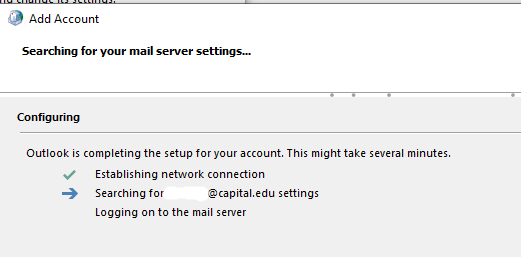 nd change its settings.
Add Account
Searching for your mail server settings...
Configuring
Outlook is completing the setup for your account. This might take several minutes.
Establishing network connection
Searching for @capital.edu settings
Logging on to the mail server